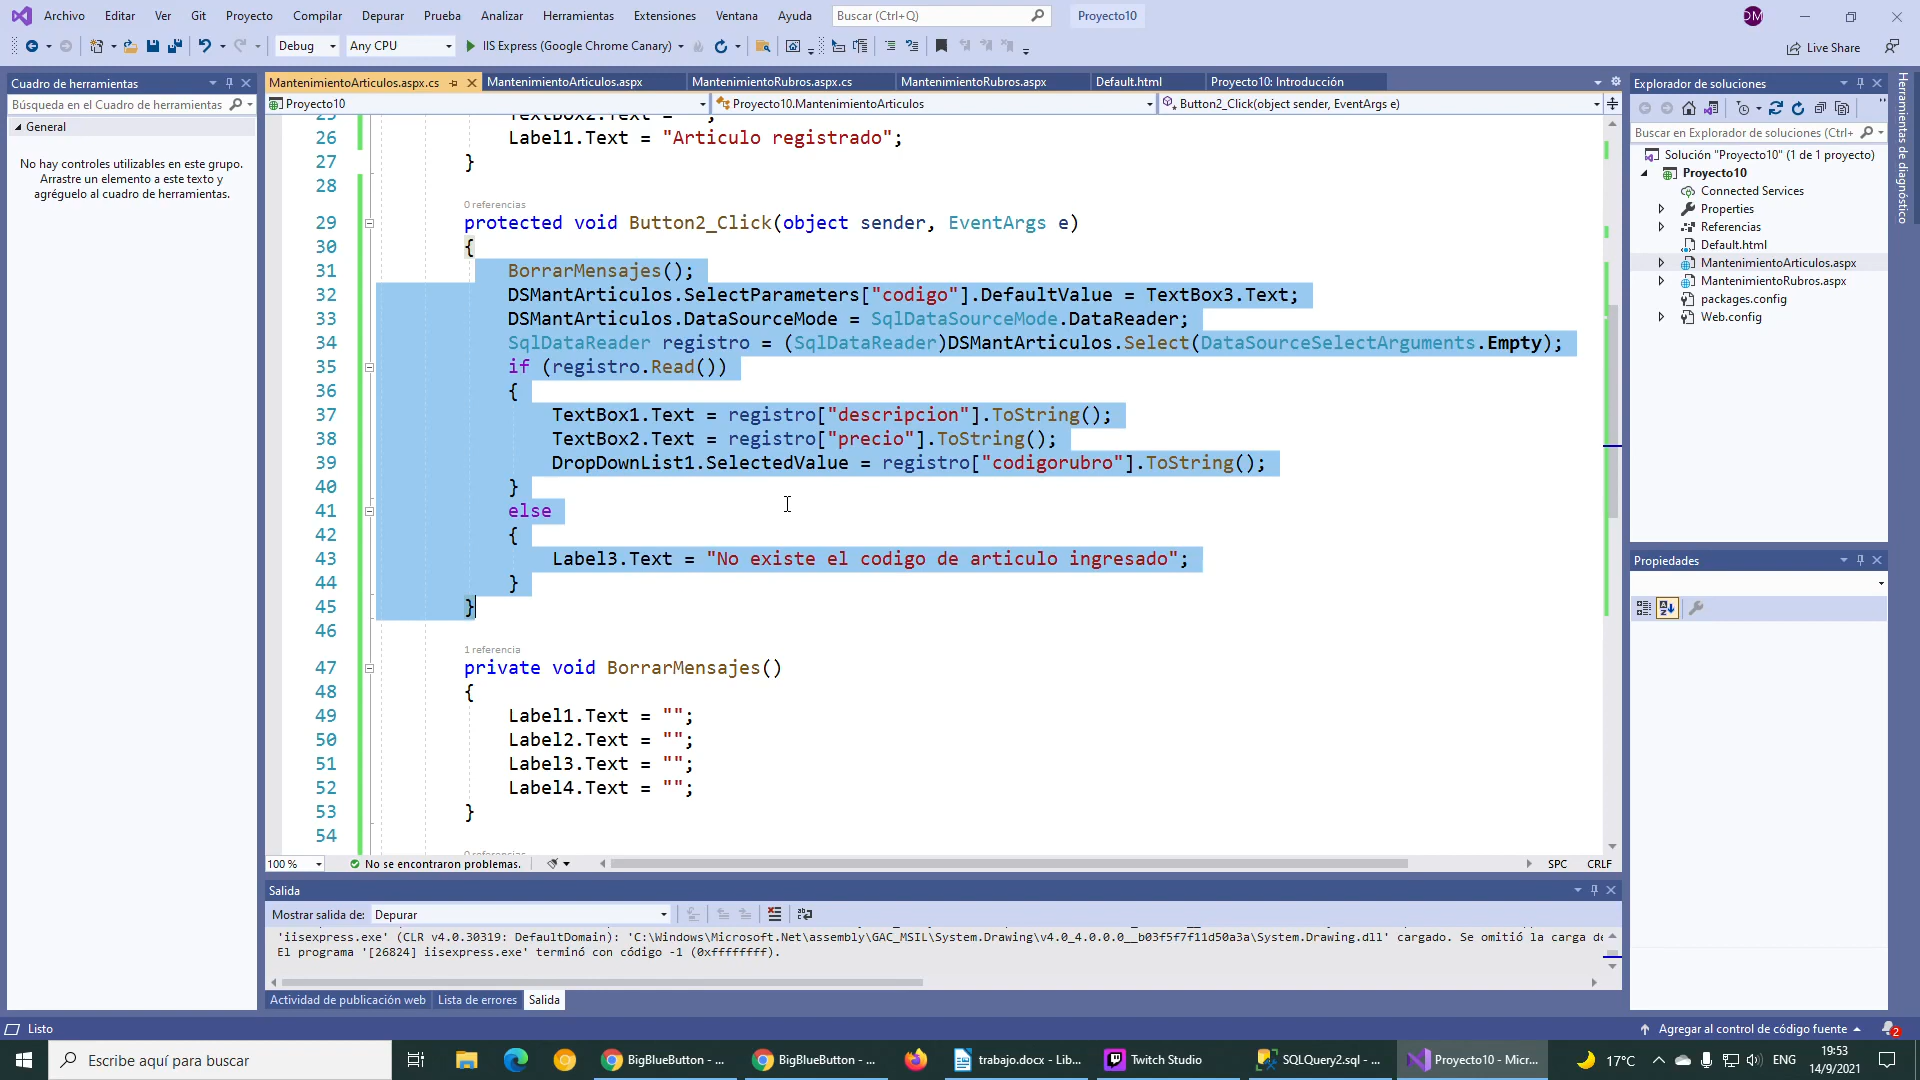 Archivo Editar Ver Git Proyecto Compilar Depurar Prueba Analizar Herramientas Extensiones Ventana Ayuda Buscar (Ctrl+Q) Proyecto10 DM
Debug Any CPU IIS Express (Google Chrome Canary) Live Share
Cuadro de herramientas
Búsqueda en el Cuadro de herramientas
General
No hay controles utilizables en este grupo.
Arrastre un elemento a este texto y
agréguelo al cuadro de herramientas.
MantenimientoArticulos.aspx.cs MantenimientoArticulos.aspx MantenimientoRubros.aspx.cs MantenimientoRubros.aspx Default.html Proyecto10: Introducción
Proyecto10 Proyecto10.MantenimientoArticulos Button2_Click(object sender, EventArgs e)
26 Label1.Text = "Articulo registrado";
27 }
28
0 referencias
29 protected void Button2_Click(object sender, EventArgs e)
30 {
31 BorrarMensajes();
32 DSMantArticulos.SelectParameters["codigo"].DefaultValue = TextBox3.Text;
33 DSMantArticulos.DataSourceMode = SqlDataSourceMode.DataReader;
34 SqlDataReader registro = (SqlDataReader)DSMantArticulos.Select(DataSourceSelectArguments.Empty);
35 if (registro.Read())
36 {
37 TextBox1.Text = registro["descripcion"].ToString();
38 TextBox2.Text = registro["precio"].ToString();
39 DropDownList1.SelectedValue = registro["codigorubro"].ToString();
40 }
41 else
42 {
43 Label3.Text = "No existe el codigo de articulo ingresado";
44 }
45 }
46
1 referencia
47 private void BorrarMensajes()
48 {
49 Label1.Text = "";
50 Label2.Text = "";
51 Label3.Text = "";
52 Label4.Text = "";
53 }
54
100 % No se encontraron problemas. SPC CRLF
Salida
Mostrar salida de: Depurar
'iisexpress.exe' (CLR v4.0.30319: DefaultDomain): 'C:\Windows\Microsoft.Net\assembly\GAC_MSIL\System.Drawing\v4.0_4.0.0.0__b03f5f7f11d50a3a\System.Drawing.dll' cargado. Se omitió la carga de
El programa '[26824] iisexpress.exe' terminó con código -1 (0xffffffff).
Actividad de publicación web Lista de errores Salida
Explorador de soluciones
Buscar en Explorador de soluciones (Ctrl+
Solución "Proyecto10" (1 de 1 proyecto)
Proyecto10
Connected Services
Properties
Referencias
Default.html
MantenimientoArticulos.aspx
MantenimientoRubros.aspx
packages.config
Web.config
Propiedades
Herramientas de diagnóstico
Listo Agregar al control de código fuente 2
Escribe aquí para buscar BigBlueButton - ... BigBlueButton - ... trabajo.docx - Lib... Twitch Studio SQLQuery2.sql - ... Proyecto10 - Micr... 17°C ENG 19:53
14/9/2021